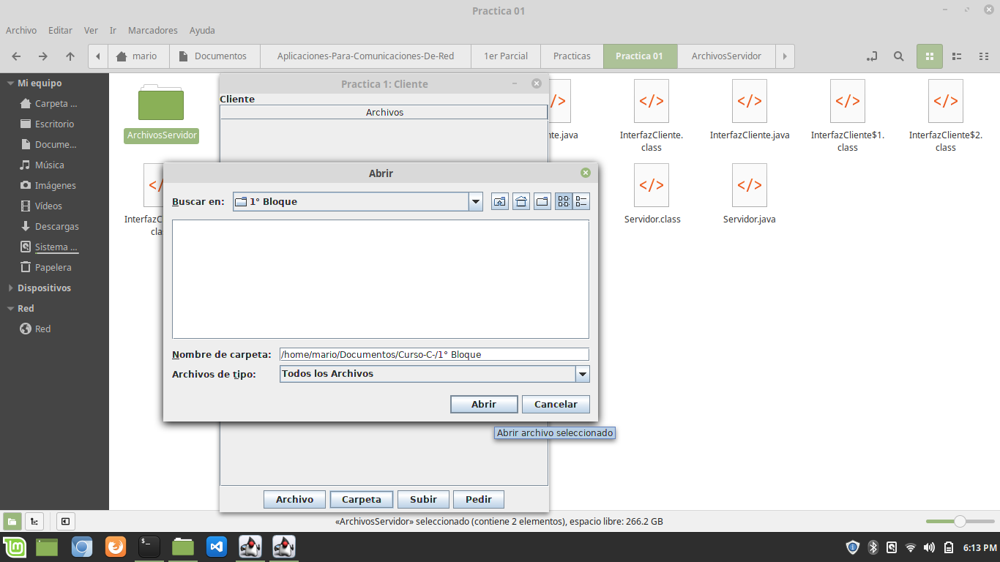 Practica 01
Archivo Editar Ver Ir Marcadores Ayuda
mario Documentos Aplicaciones-Para-Comunicaciones-De-Red 1er Parcial Practicas Practica 01 ArchivosServidor
Mi equipo
Carpeta ...
Escritorio
Docume...
Música
Imágenes
Vídeos
Descargas
Sistema ...
Papelera
Dispositivos
Red
Red
ArchivosServidor
nte.java
InterfazCliente.
class
InterfazCliente.java
InterfazCliente$1.
class
InterfazCliente$2.
class
InterfazC
cla
Servidor.class
Servidor.java
Practica 1: Cliente
Cliente
Archivos
Abrir
Buscar en: 1° Bloque
Nombre de carpeta: /home/mario/Documentos/Curso-C-/1° Bloque
Archivos de tipo: Todos los Archivos
Abrir Cancelar
Abrir archivo seleccionado
Archivo Carpeta Subir Pedir
«ArchivosServidor» seleccionado (contiene 2 elementos), espacio libre: 266.2 GB
6:13 PM